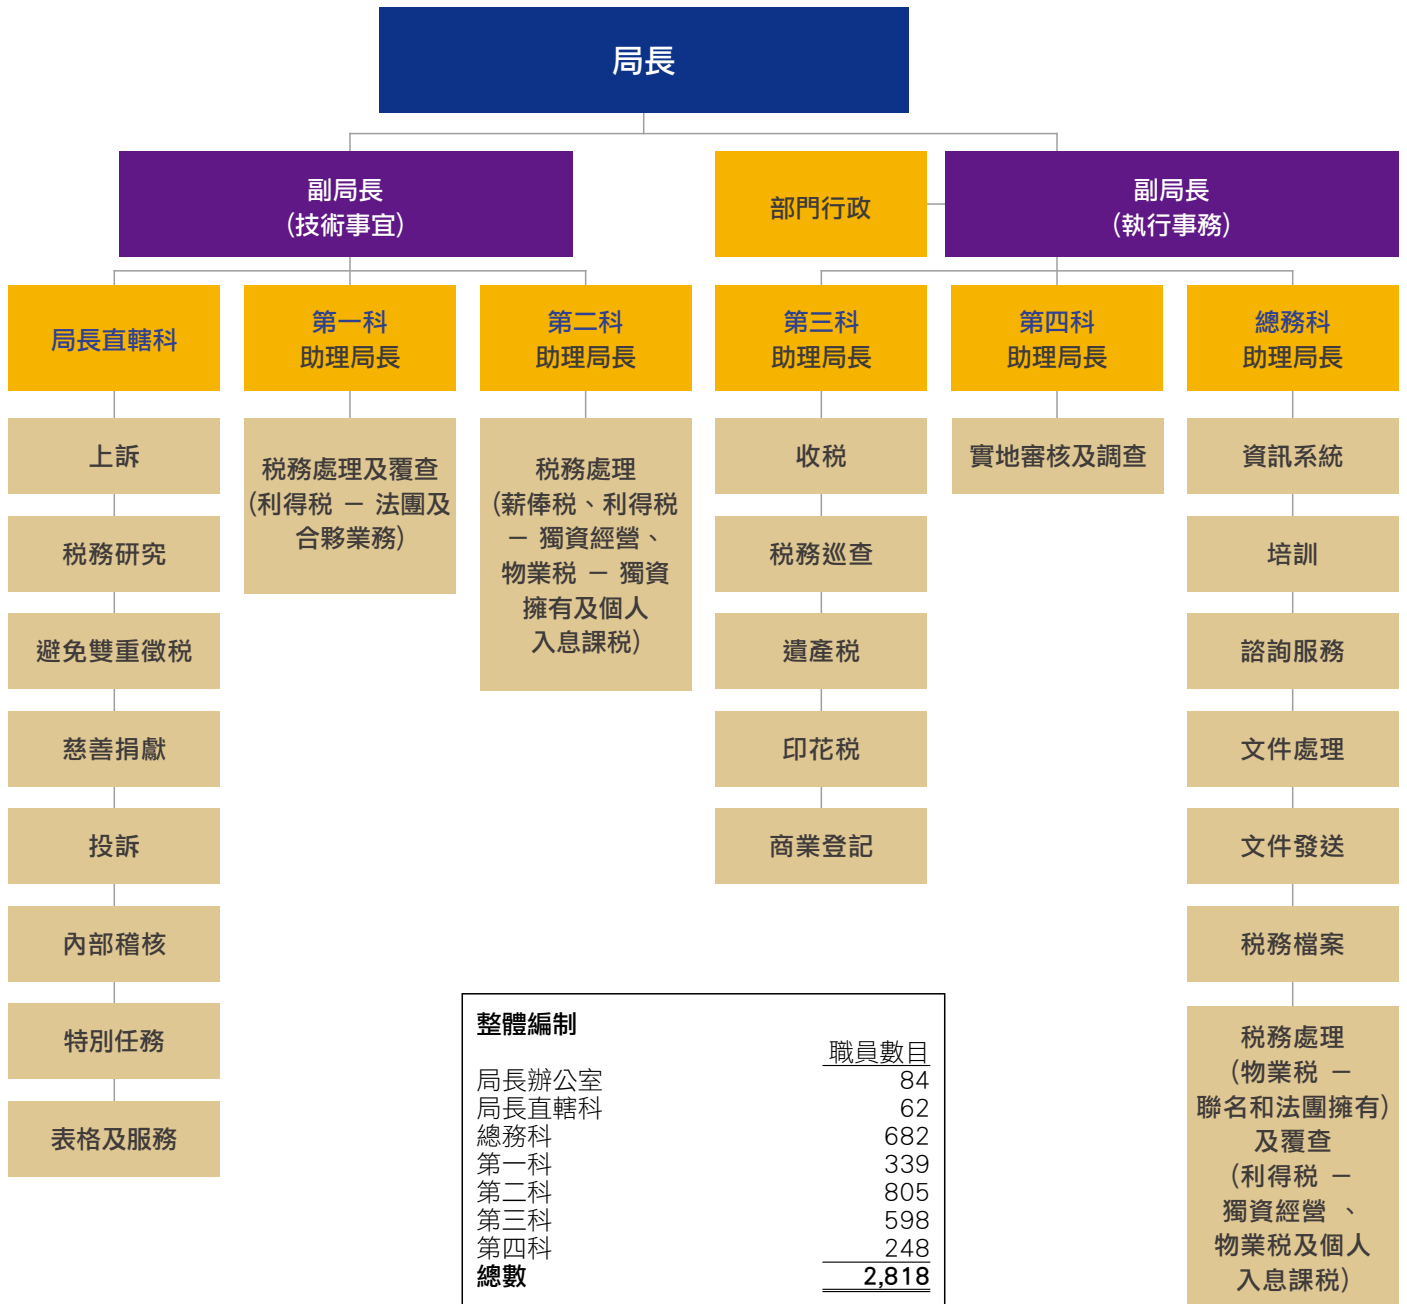 局長
副局長
(技術事宜)
部門行政
副局長
(執行事務)
局長直轄科
第一科
助理局長
第二科
助理局長
第三科
助理局長
第四科
助理局長
總務科
助理局長
上訴
稅務研究
避免雙重徵稅
慈善捐獻
投訴
內部稽核
特別任務
表格及服務
稅務處理及覆查
(利得稅 － 法團及
合夥業務)
稅務處理
(薪俸稅、利得稅
－ 獨資經營、
物業稅 － 獨資
擁有及個人
入息課稅)
收稅
稅務巡查
遺產稅
印花稅
商業登記
實地審核及調查
資訊系統
培訓
諮詢服務
文件處理
文件發送
稅務檔案
稅務處理
(物業稅 －
聯名和法團擁有)
及覆查
(利得稅 －
獨資經營 、
物業稅及個人
入息課稅)
整體編制
職員數目
局長辦公室 84
局長直轄科 62
總務科 682
第一科 339
第二科 805
第三科 598
第四科 248
總數 2,818